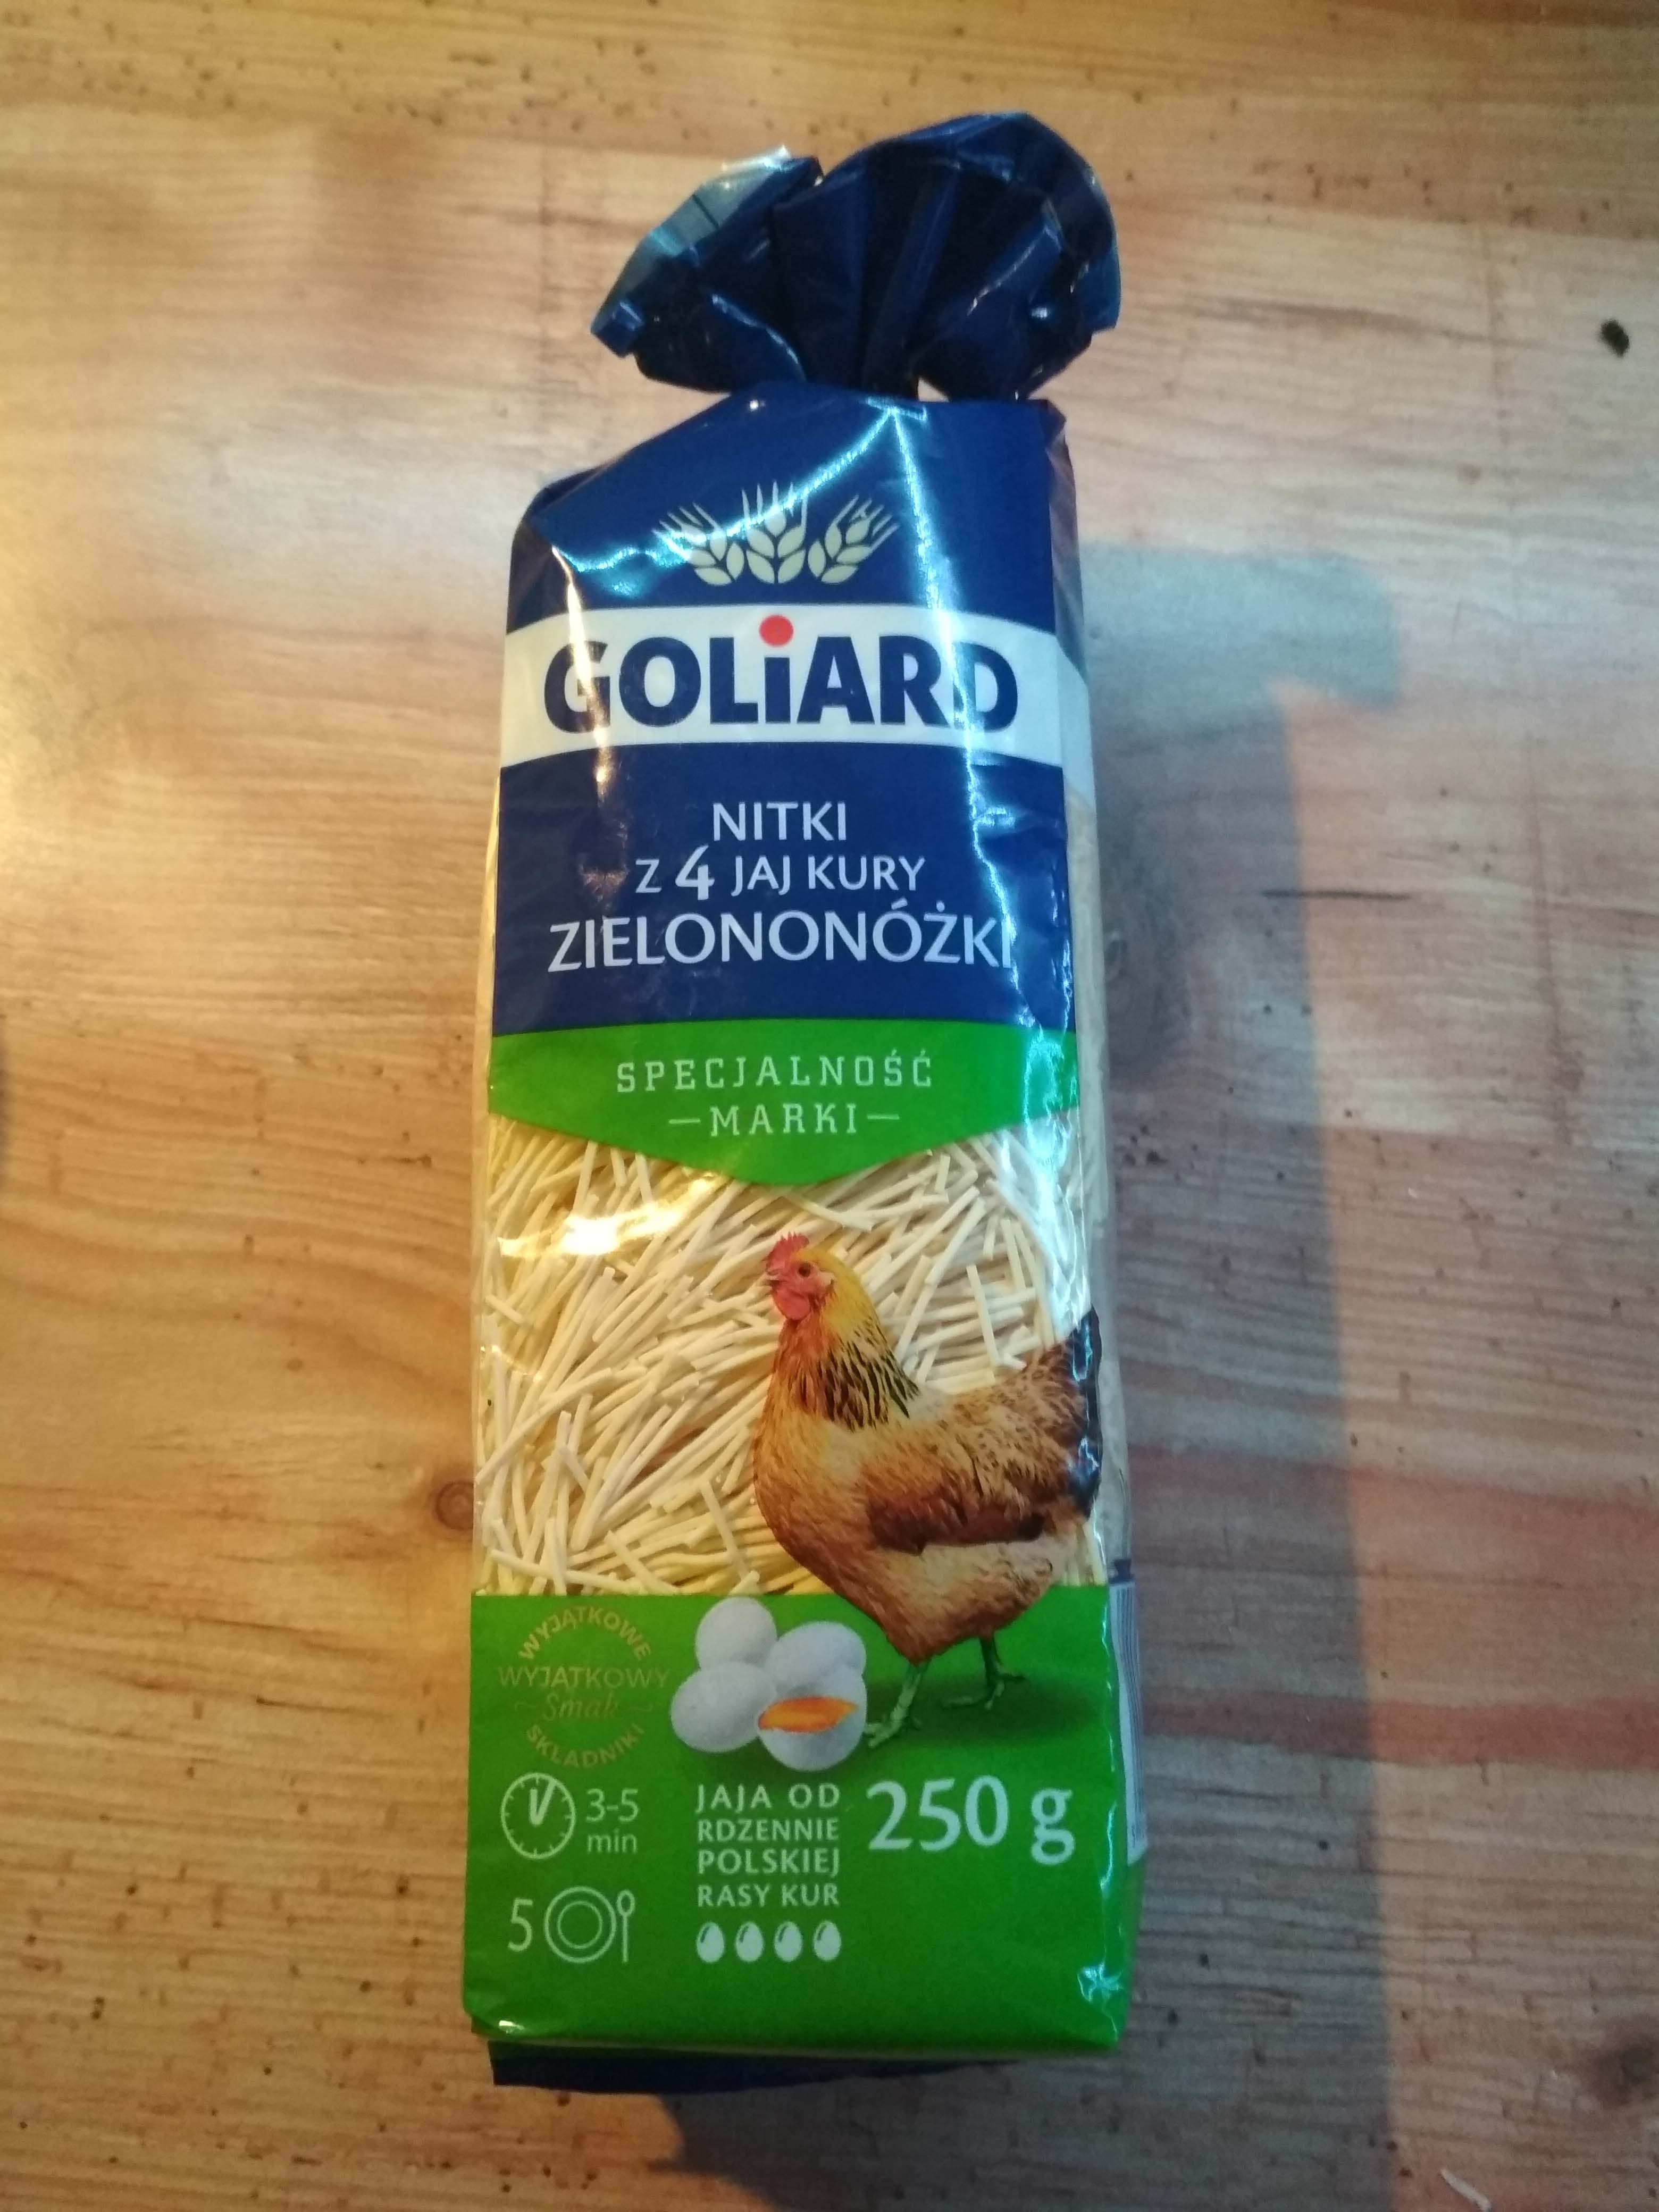 GOLiARD
NITKI
Z 4 JAJ KURY
ZIELONONÓŻKI
SPECJALNOŚĆ
—MARKI—
WYJĄTKOWE
WYJĄTKOWY
~Smak~
SKŁADNIKI
3-5
min
5
JAJA OD
RDZENNIE
POLSKIEJ
RASY KUR
250 g